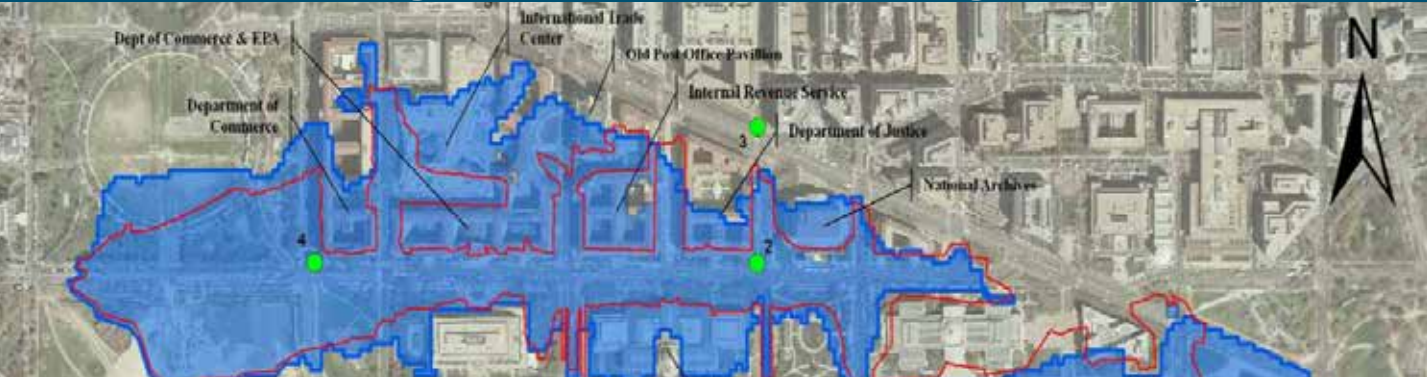 International Trade
Center
Dept of Commerce & EPA
Old Post Office Pavillion
Internal Revenue Service
Department of
Commerce
Department of Justice
National Archives
N
3
4
2